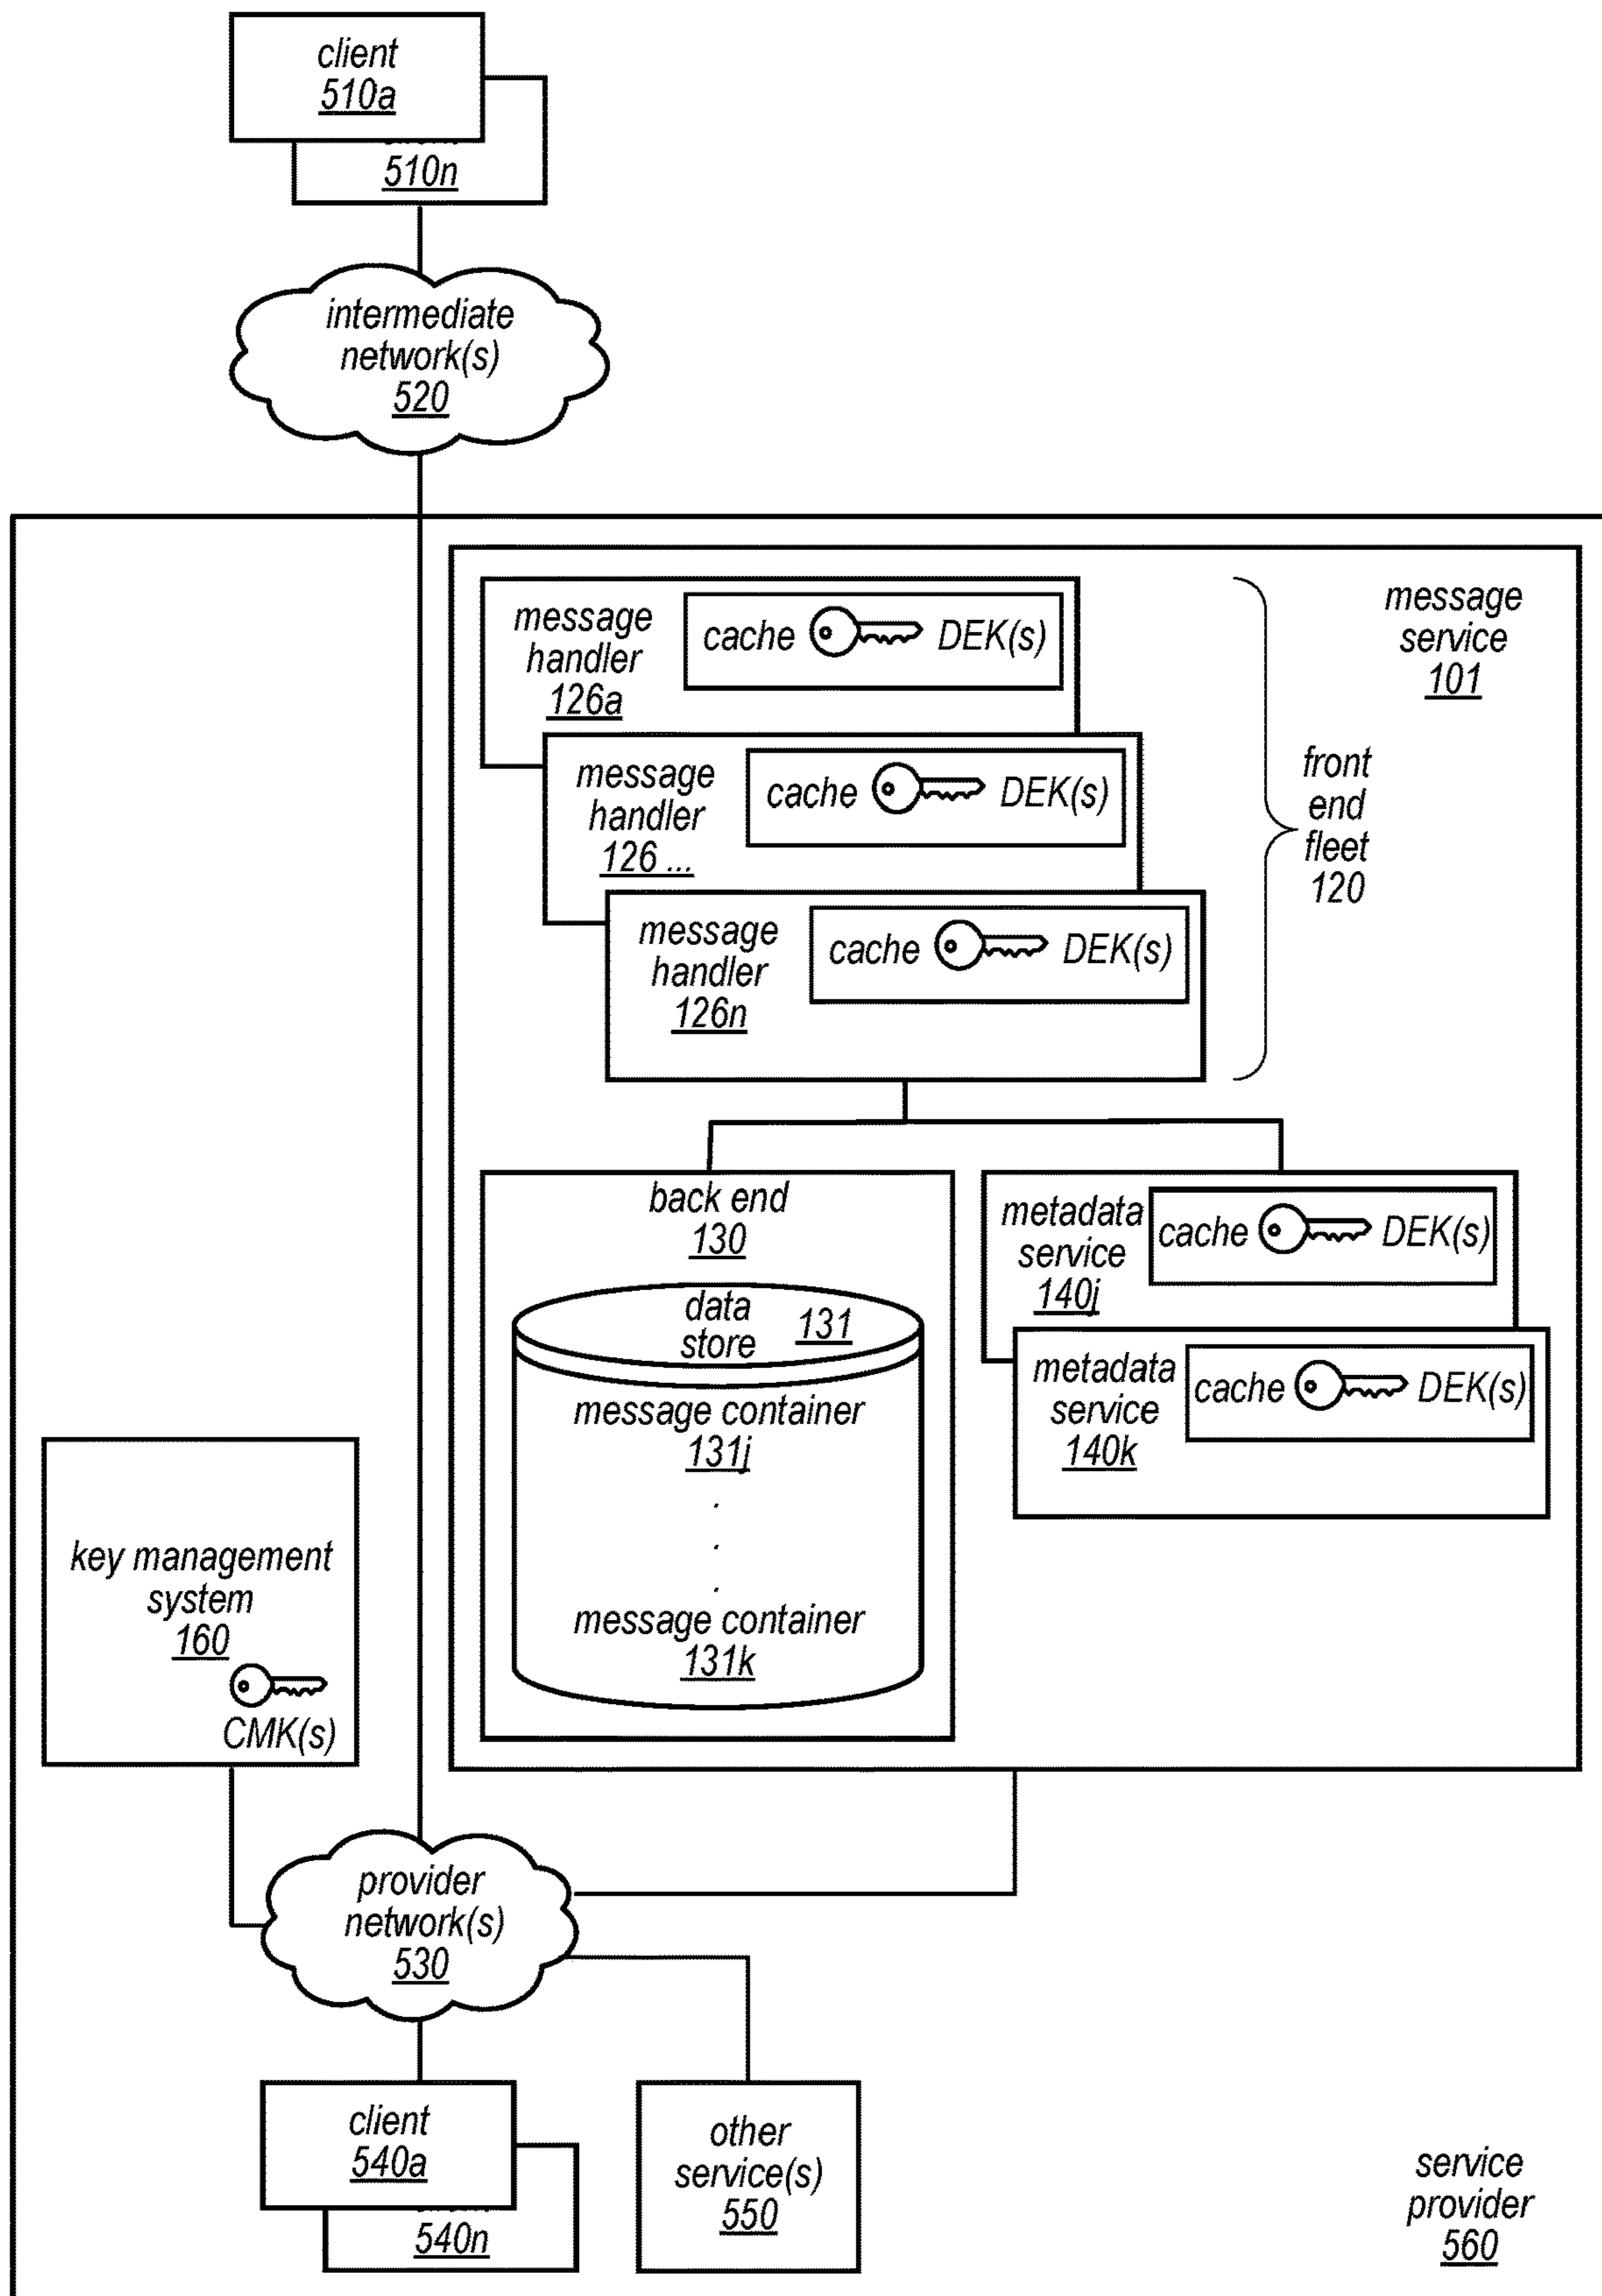 client
510a
510n
intermediate
network(s)
520
message
service
101
message
handler
126a
cache DEK(s)
message
handler
126 ...
cache DEK(s)
message
handler
126n
cache DEK(s)
front
end
fleet
120
back end
130
data
store
131
message container
131j
.
.
.
message container
131k
metadata
service
140j
cache DEK(s)
metadata
service
140k
cache DEK(s)
key management
system
160
CMK(s)
provider
network(s)
530
client
540a
540n
other
service(s)
550
service
provider
560